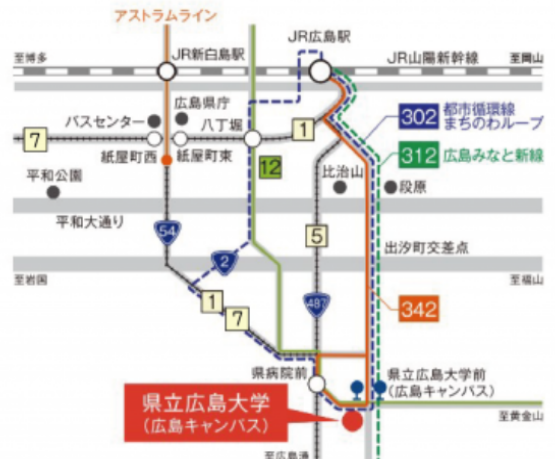 アストラムライン
JR広島駅
至博多
JR新白島駅
JR山陽新幹線
至岡山
広島県庁
バスセンター
八丁堀
1
302
都市循環線
まちのわループ
7
紙屋町西
紙屋町東
12
312
広島みなと新線
平和公園
比治山
段原
平和大通り
54
5
出汐町交差点
2
至岩国
至福山
1
7
487
342
県病院前
県立広島大学前
(広島キャンパス)
県立広島大学
(広島キャンパス)
至黄金山
至広島港